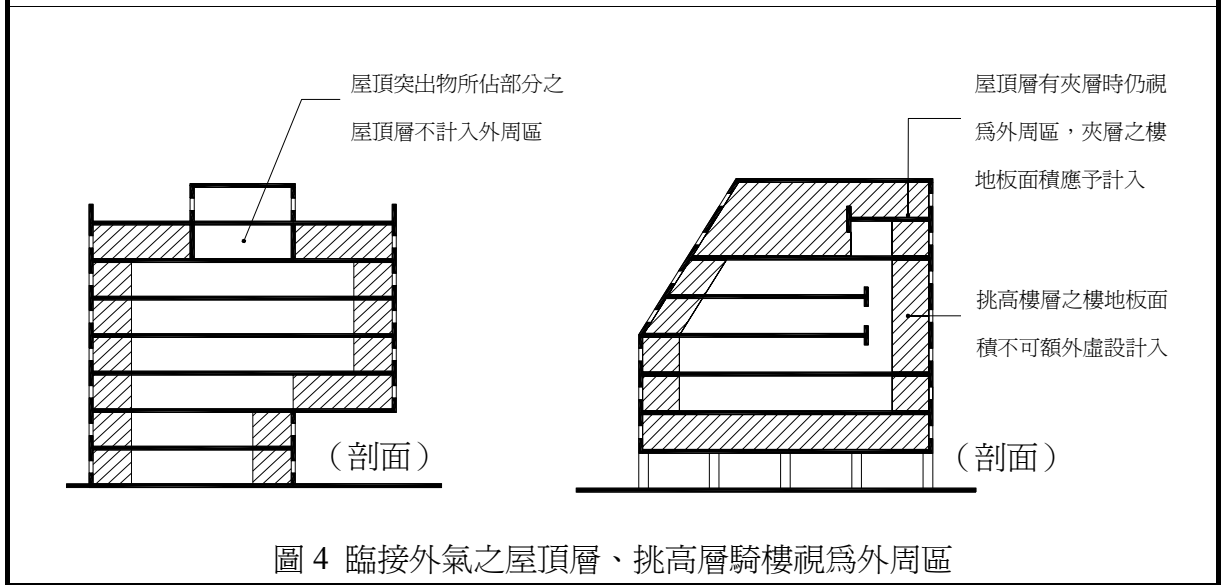 屋頂突出物所佔部分之
屋頂層不計入外周區
屋頂層有夾層時仍視
為外周區，夾層之樓
地板面積應予計入
挑高樓層之樓地板面
積不可額外虛設計入
（剖面）
（剖面）
圖 4 臨接外氣之屋頂層、挑高層騎樓視為外周區